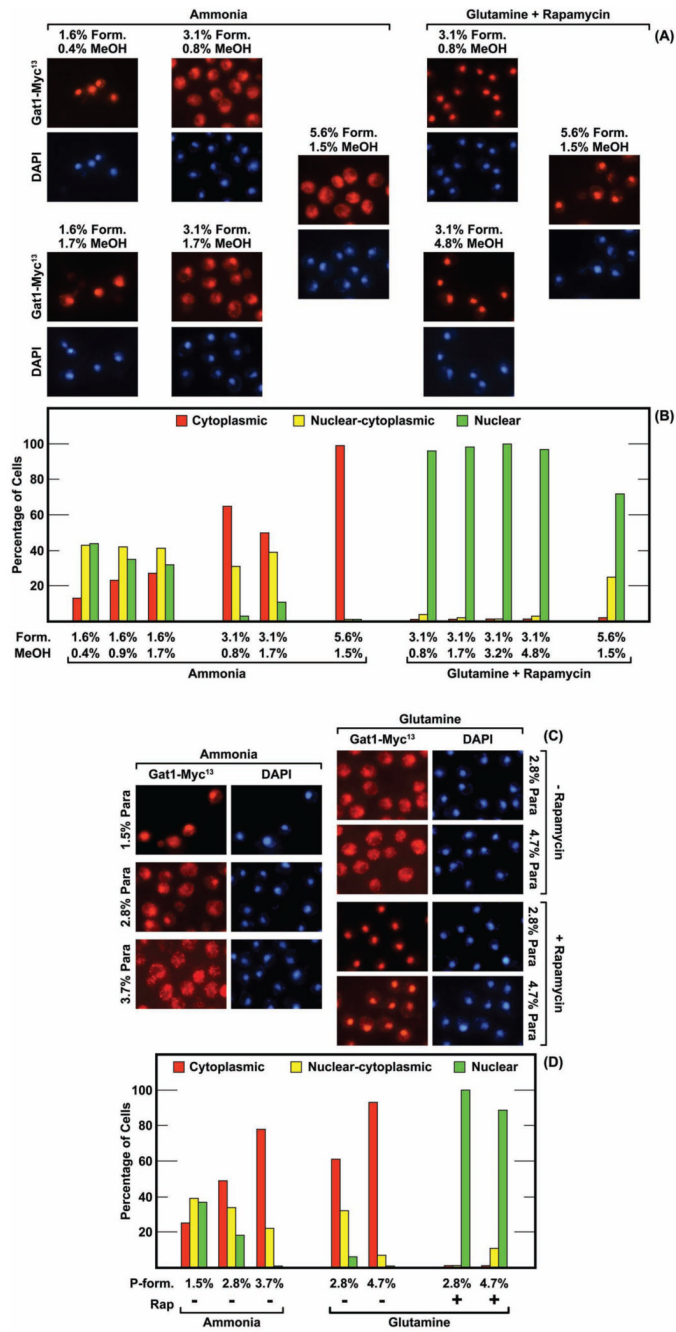 Ammonia
Glutamine + Rapamycin
(A)
1.6% Form.
0.4% MeOH
3.1% Form.
0.8% MeOH
3.1% Form.
0.8% MeOH
Gat1-Myc¹³
DAPI
5.6% Form.
1.5% MeOH
5.6% Form.
1.5% MeOH
1.6% Form.
1.7% MeOH
3.1% Form.
1.7% MeOH
3.1% Form.
4.8% MeOH
Gat1-Myc¹³
DAPI
(B)
Cytoplasmic Nuclear-cytoplasmic Nuclear
Percentage of Cells
100
80
60
40
20
Form. 1.6% 1.6% 1.6% 3.1% 3.1% 5.6% 3.1% 3.1% 3.1% 3.1% 5.6%
MeOH 0.4% 0.9% 1.7% 0.8% 1.7% 1.5% 0.8% 1.7% 3.2% 4.8% 1.5%
Ammonia Glutamine + Rapamycin
(C)
Glutamine
Gat1-Myc¹³ DAPI
Ammonia
Gat1-Myc¹³ DAPI
1.5% Para
2.8% Para
3.7% Para
2.8% Para
4.7% Para
- Rapamycin
2.8% Para
4.7% Para
+ Rapamycin
(D)
Cytoplasmic Nuclear-cytoplasmic Nuclear
Percentage of Cells
100
80
60
40
20
P-form. 1.5% 2.8% 3.7% 2.8% 4.7% 2.8% 4.7%
Rap - - - - - + +
Ammonia Glutamine